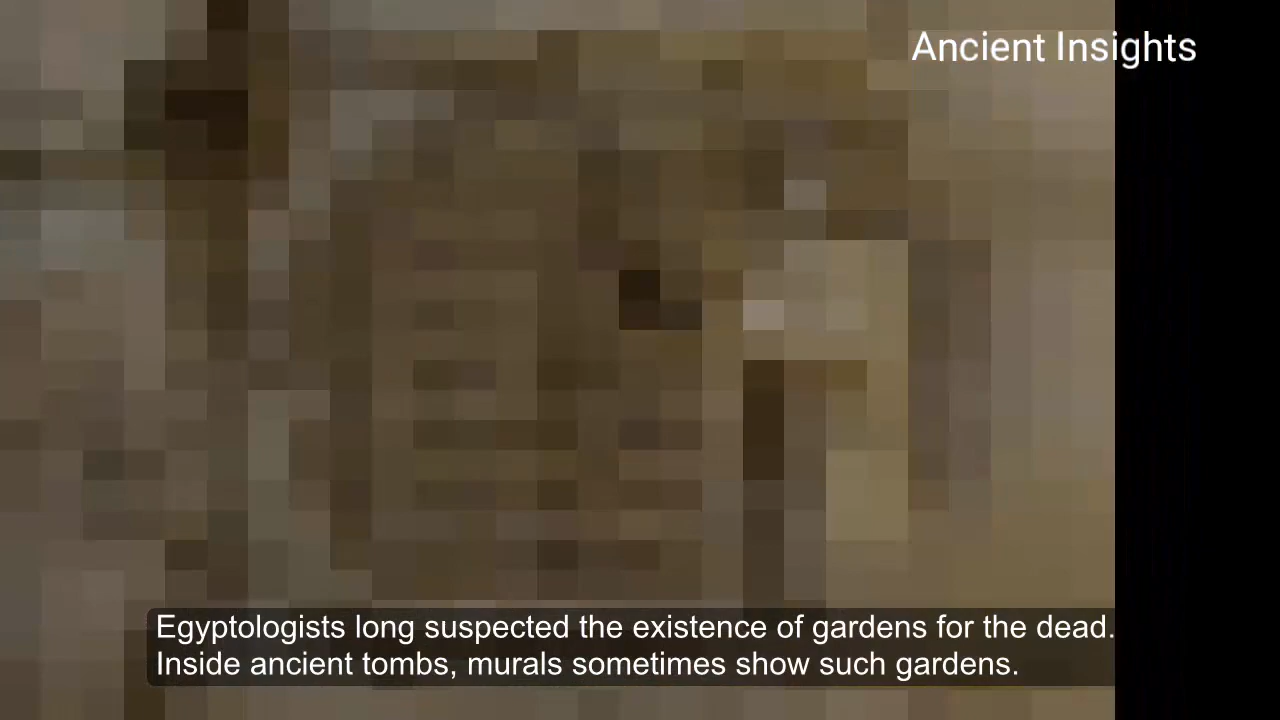 Ancient Insights
Egyptologists long suspected the existence of gardens for the dead.
Inside ancient tombs, murals sometimes show such gardens.